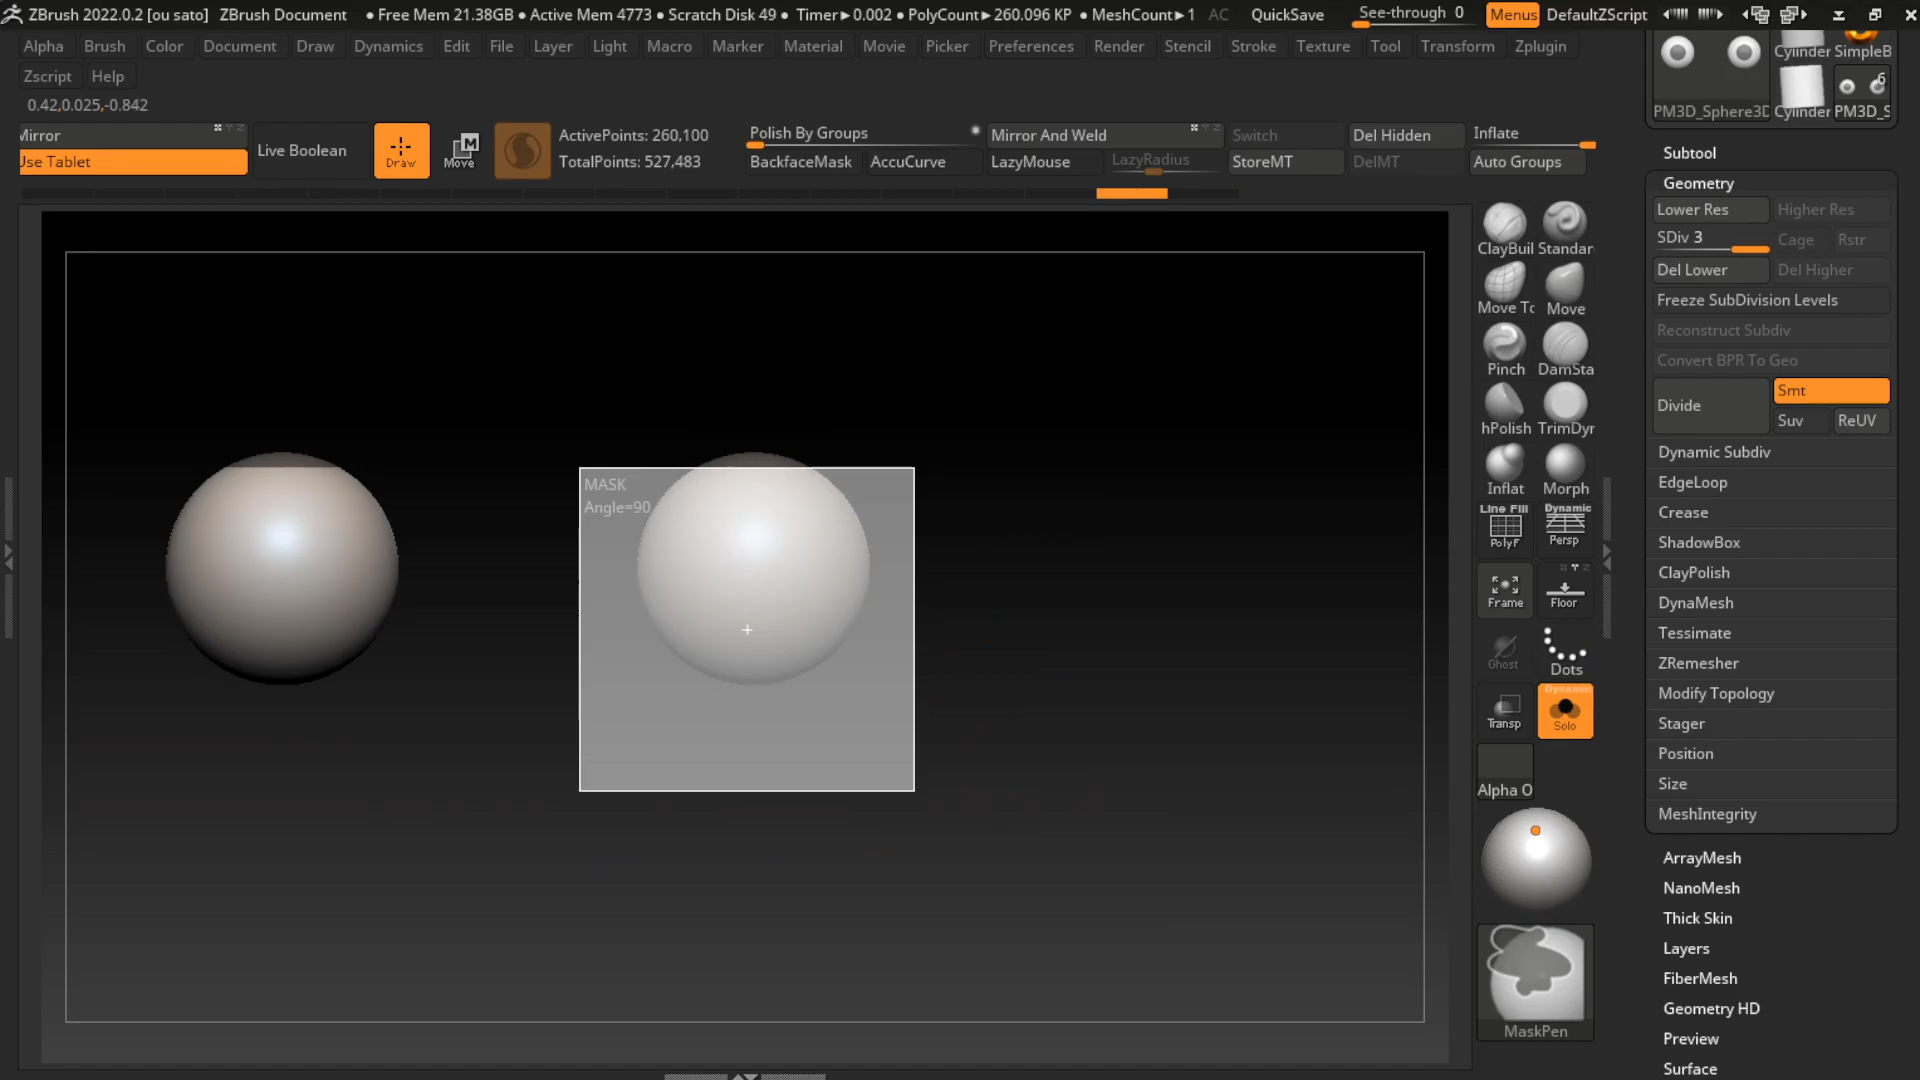 ZBrush 2022.0.2 [ou sato] ZBrush Document • Free Mem 21.38GB • Active Mem 4773 • Scratch Disk 49 • Timer▶0.002 • PolyCount▶260.096 KP • MeshCount▶1 AC QuickSave See-through 0 Menus DefaultZScript
Alpha Brush Color Document Draw Dynamics Edit File Layer Light Macro Marker Material Movie Picker Preferences Render Stencil Stroke Texture Tool Transform Zplugin
Zscript Help
0.42,0.025,-0.842
Mirror
Use Tablet
Live Boolean
Draw
Move
ActivePoints: 260,100
TotalPoints: 527,483
Polish By Groups
BackfaceMask AccuCurve
Mirror And Weld
LazyMouse LazyRadius
Switch
StoreMT
Del Hidden
DelMT
Inflate
Auto Groups
MASK
Angle=90
ClayBuil Standar
Move To Move
Pinch DamSta
hPolish TrimDyr
Inflat Morph
Line Fill
PolyF
Dynamic
Persp
Frame Floor
Ghost Dots
Transp
Dynamic
Solo
Alpha O
MaskPen
Cylinder SimpleB
6
PM3D_Sphere3D Cylinder PM3D_S
Subtool
Geometry
Lower Res Higher Res
SDiv 3 Cage Rstr
Del Lower Del Higher
Freeze SubDivision Levels
Reconstruct Subdiv
Convert BPR To Geo
Divide
Smt
Suv ReUV
Dynamic Subdiv
EdgeLoop
Crease
ShadowBox
ClayPolish
DynaMesh
Tessimate
ZRemesher
Modify Topology
Stager
Position
Size
MeshIntegrity
ArrayMesh
NanoMesh
Thick Skin
Layers
FiberMesh
Geometry HD
Preview
Surface